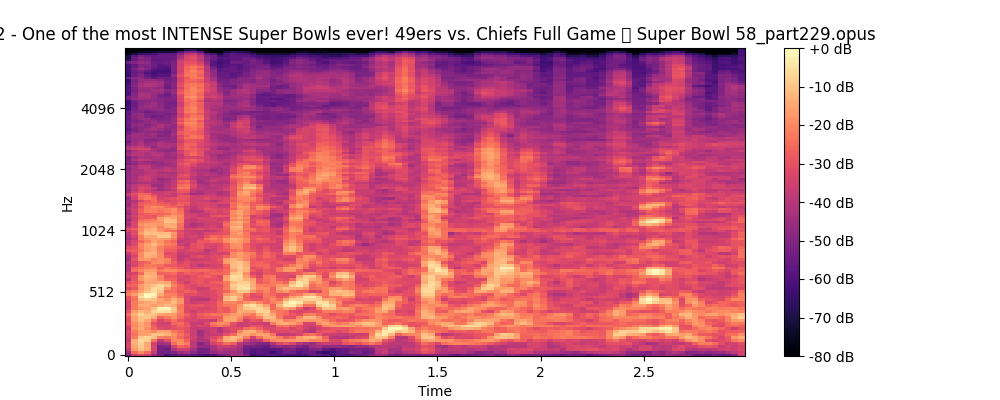 2 - One of the most INTENSE Super Bowls ever! 49ers vs. Chiefs Full Game 🏈 Super Bowl 58_part229.opus
Hz
4096
2048
1024
512
0
0 0.5 1 1.5 2 2.5
Time
+0 dB
-10 dB
-20 dB
-30 dB
-40 dB
-50 dB
-60 dB
-70 dB
-80 dB